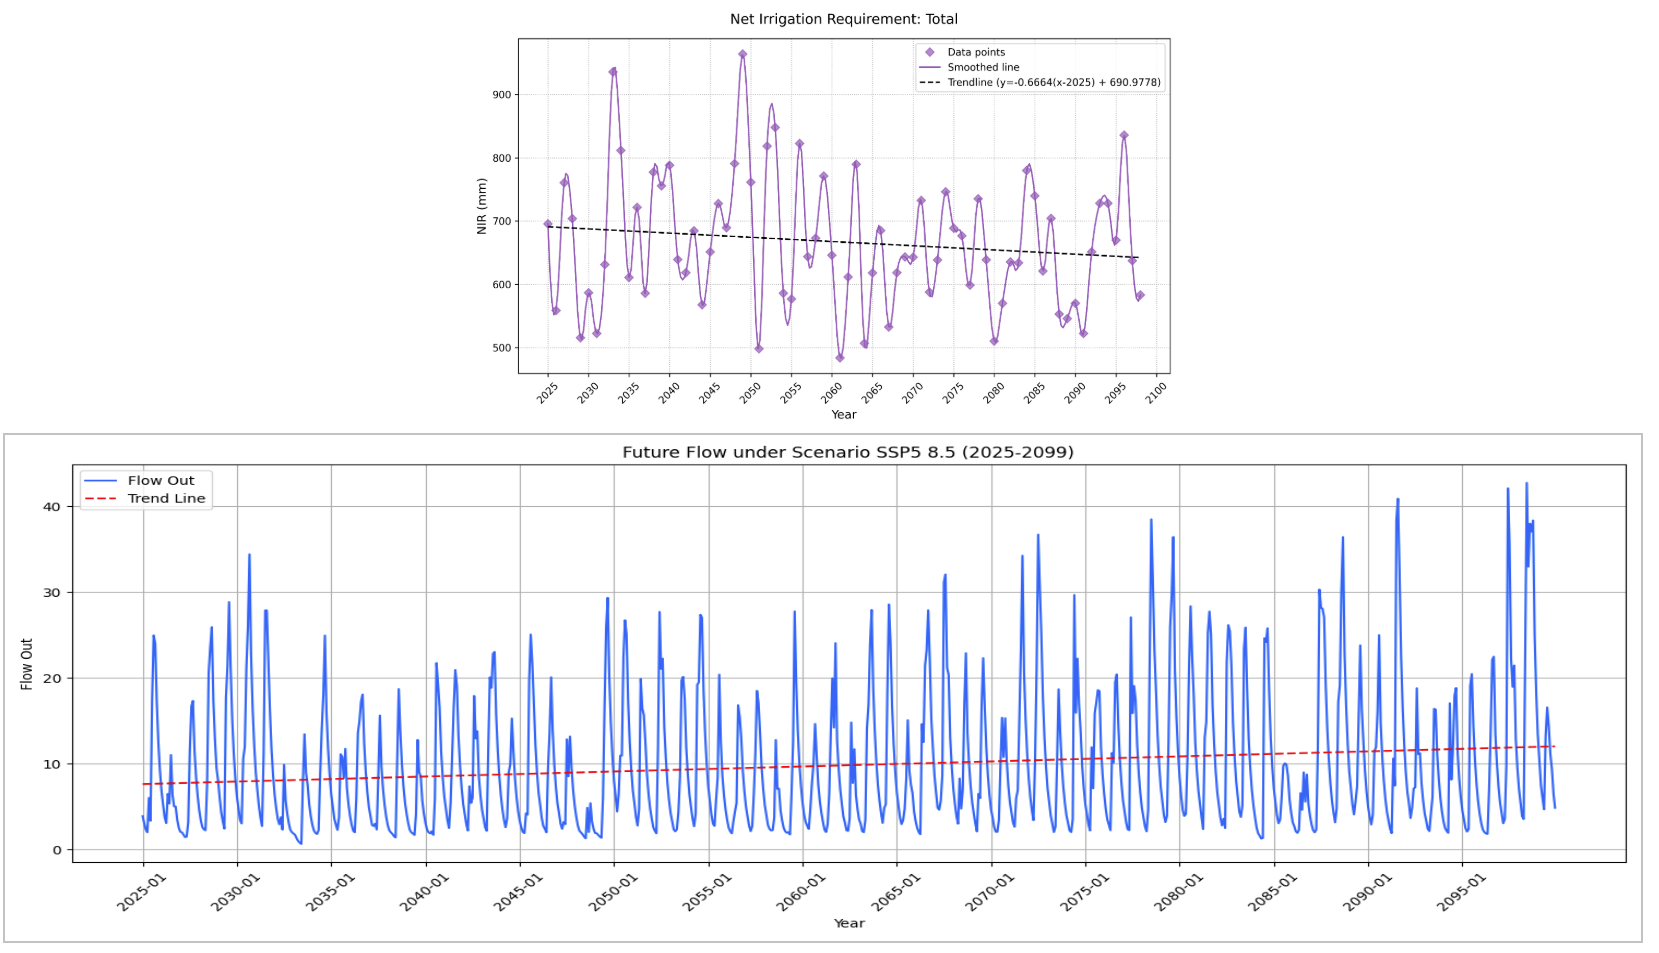 Net Irrigation Requirement: Total
Data points
Smoothed line
Trendline (y=-0.6664(x-2025) + 690.9778)
900
800
700
600
500
NIR (mm)
2025 2030 2035 2040 2045 2050 2055 2060 2065 2070 2075 2080 2085 2090 2095 2100
Year
Future Flow under Scenario SSP5 8.5 (2025-2099)
Flow Out
Trend Line
40
30
20
10
0
Flow Out
2025-01 2030-01 2035-01 2040-01 2045-01 2050-01 2055-01 2060-01 2065-01 2070-01 2075-01 2080-01 2085-01 2090-01 2095-01
Year